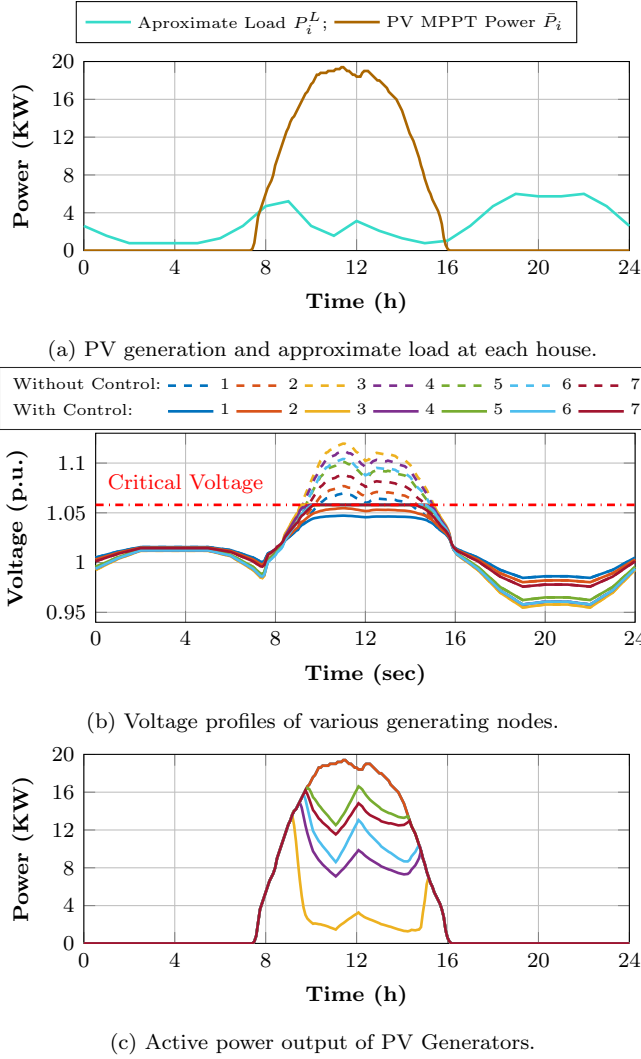 Aproximate Load P_i^L; PV MPPT Power P̄_i
20
16
12
8
4
0
Power (KW)
0 4 8 12 16 20 24
Time (h)
(a) PV generation and approximate load at each house.
Without Control: 1 2 3 4 5 6 7
With Control: 1 2 3 4 5 6 7
1.1
Critical Voltage
1.05
1
0.95
Voltage (p.u.)
0 4 8 12 16 20 24
Time (sec)
(b) Voltage profiles of various generating nodes.
20
16
12
8
4
0
Power (KW)
0 4 8 12 16 20 24
Time (h)
(c) Active power output of PV Generators.